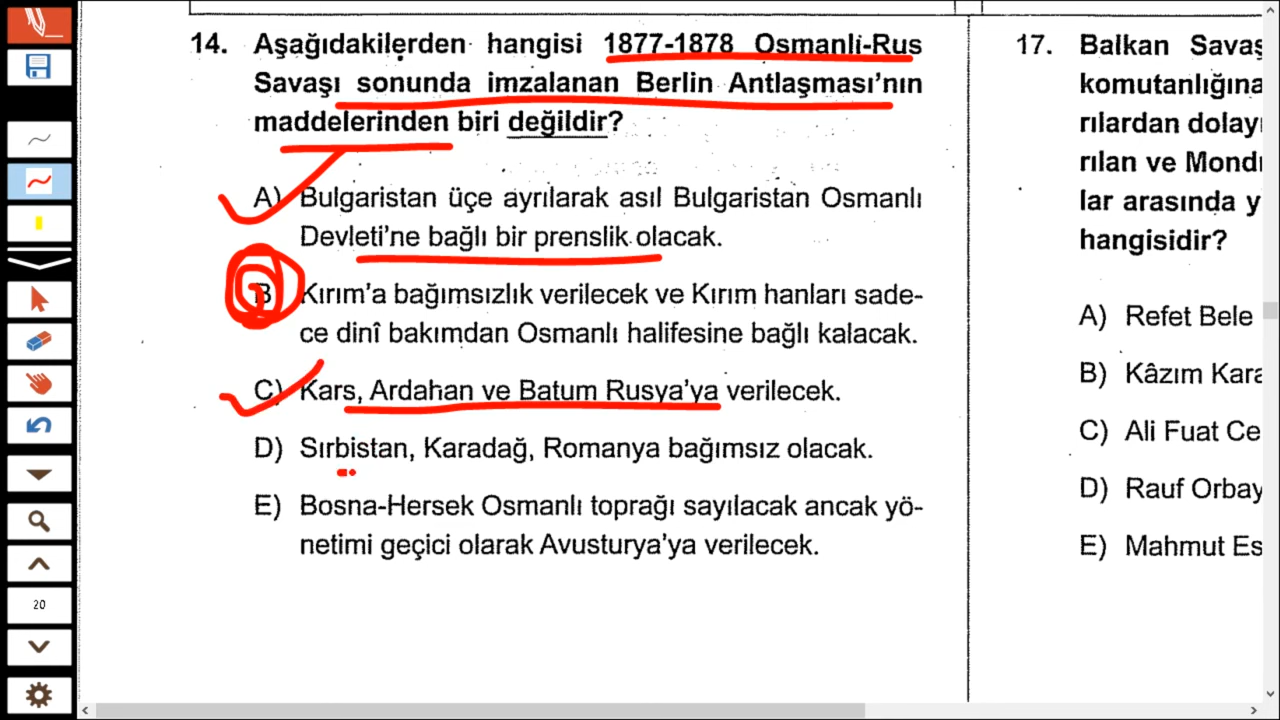 14. Aşağıdakilerden hangisi 1877-1878 Osmanlı-Rus
Savaşı sonunda imzalanan Berlin Antlaşması'nın
maddelerinden biri değildir?
A) Bulgaristan üçe ayrılarak asıl Bulgaristan Osmanlı
Devleti'ne bağlı bir prenslik olacak.
B) Kırım'a bağımsızlık verilecek ve Kırım hanları sade-
ce dinî bakımdan Osmanlı halifesine bağlı kalacak.
C) Kars, Ardahan ve Batum Rusya'ya verilecek.
D) Sırbistan, Karadağ, Romanya bağımsız olacak.
E) Bosna-Hersek Osmanlı toprağı sayılacak ancak yö-
netimi geçici olarak Avusturya'ya verilecek.
17. Balkan Savaş
komutanlığına
rılardan dolay
rılan ve Mond
lar arasında y
hangisidir?
A) Refet Bele
B) Kâzım Kara
C) Ali Fuat Ce
D) Rauf Orbay
E) Mahmut Es
20